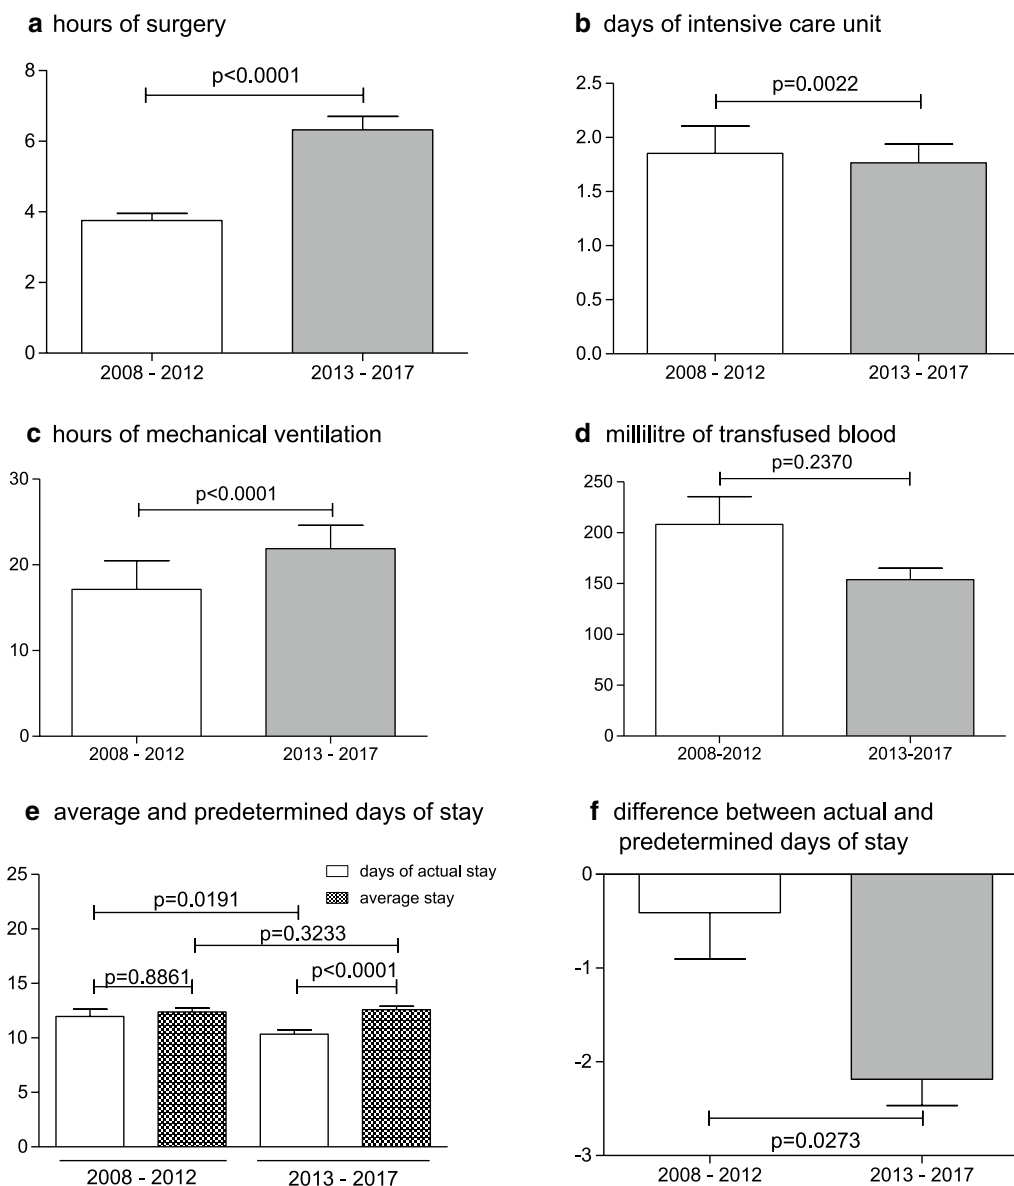 a hours of surgery
8
6
4
2
0
p<0.0001
2008 - 2012 2013 - 2017
b days of intensive care unit
2.5
2.0
1.5
1.0
0.5
0.0
p=0.0022
2008 - 2012 2013 - 2017
c hours of mechanical ventilation
30
20
10
0
p<0.0001
2008 - 2012 2013 - 2017
d millilitre of transfused blood
250
200
150
100
50
0
p=0.2370
2008-2012 2013-2017
e average and predetermined days of stay
25
20
15
10
5
0
days of actual stay
average stay
p=0.0191
p=0.3233
p=0.8861
p<0.0001
2008 - 2012 2013 - 2017
f difference between actual and
predetermined days of stay
0
-1
-2
-3
p=0.0273
2008 - 2012 2013 - 2017